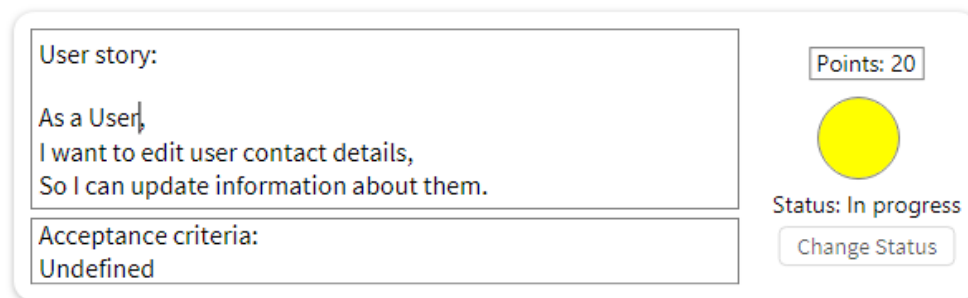 User story:
As a User,
I want to edit user contact details,
So I can update information about them.
Acceptance criteria:
Undefined
Points: 20
Status: In progress
Change Status